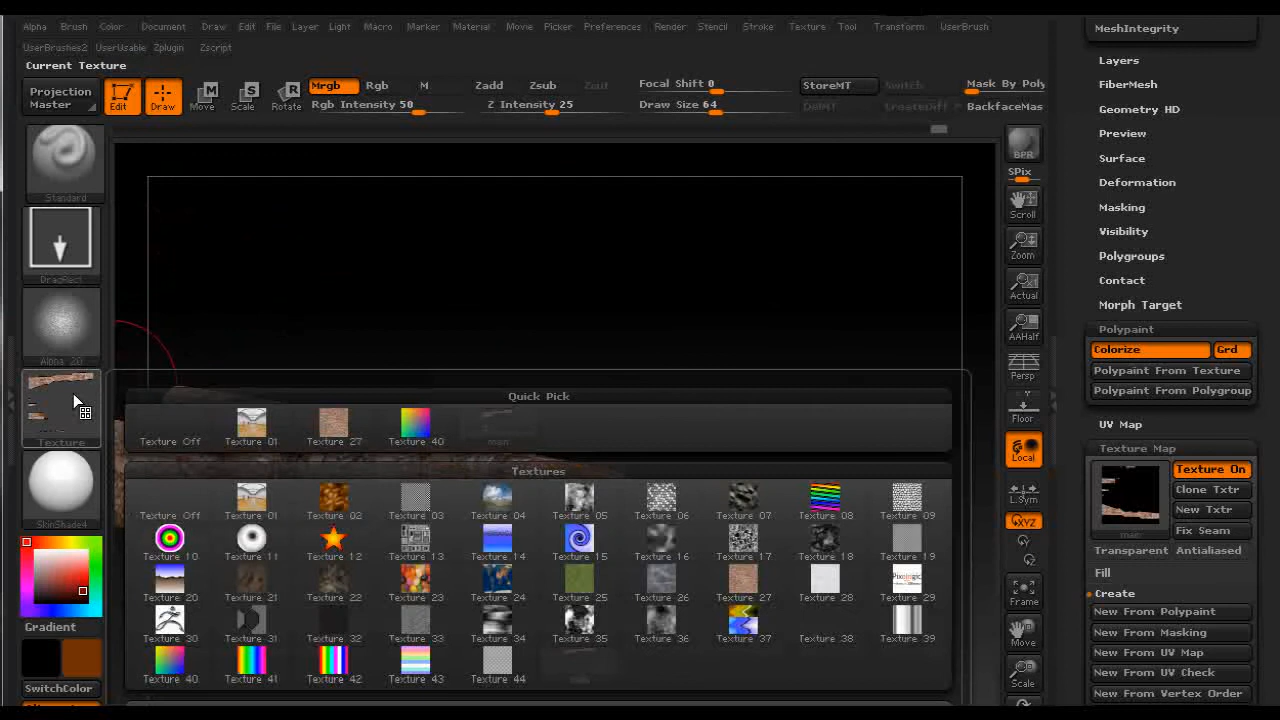 Alpha Brush Color Document Draw Edit File Layer Light Macro Marker Material Movie Picker Preferences Render Stencil Stroke Texture Tool Transform UserBrush
UserBrushes2 UserUsable Zplugin Zscript
Current Texture
Projection Master
Edit Draw Move Scale Rotate
Mrgb Rgb M Zadd Zsub Zcut
Rgb Intensity 50 Z Intensity 25
Focal Shift 0
Draw Size 64
StoreMT Switch Mask By Poly
DelMT CreateDiff BackfaceMas
Standard
DragRect
Alpha 20
Texture
SkinShade4
Gradient
SwitchColor
Quick Pick
Texture Off Texture 01 Texture 27 Texture 40 main
Textures
Texture Off Texture 01 Texture 02 Texture 03 Texture 04 Texture 05 Texture 06 Texture 07 Texture 08 Texture 09
Texture 10 Texture 11 Texture 12 Texture 13 Texture 14 Texture 15 Texture 16 Texture 17 Texture 18 Texture 19
Texture 20 Texture 21 Texture 22 Texture 23 Texture 24 Texture 25 Texture 26 Texture 27 Texture 28 Texture 29
Pixologic
Texture 30 Texture 31 Texture 32 Texture 33 Texture 34 Texture 35 Texture 36 Texture 37 Texture 38 Texture 39
Texture 40 Texture 41 Texture 42 Texture 43 Texture 44 main
BPR
SPix
Scroll
Zoom
Actual
AAHalf
Persp
Floor
Local
L.Sym
XYZ
Frame
Move
Scale
MeshIntegrity
Layers
FiberMesh
Geometry HD
Preview
Surface
Deformation
Masking
Visibility
Polygroups
Contact
Morph Target
Polypaint
Colorize Grd
Polypaint From Texture
Polypaint From Polygroup
UV Map
Texture Map
Texture On
Clone Txtr
New Txtr
Fix Seam
main
Transparent Antialiased
Fill
Create
New From Polypaint
New From Masking
New From UV Map
New From UV Check
New From Vertex Order